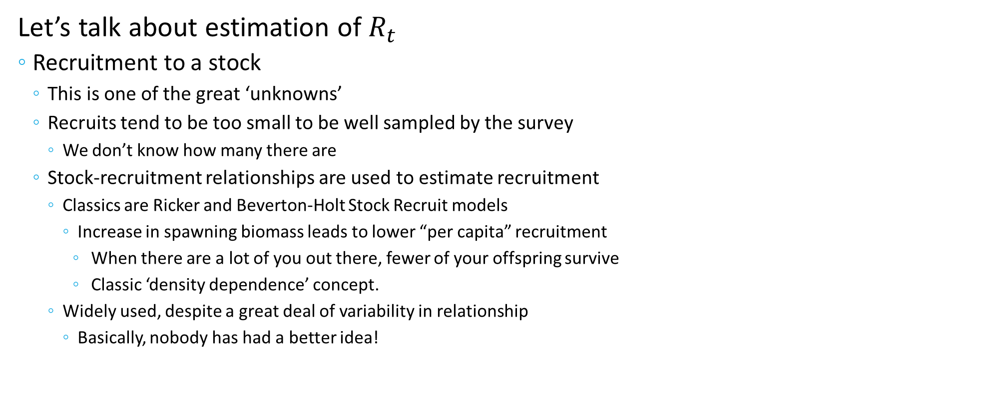 Let’s talk about estimation of R_t
◦ Recruitment to a stock
◦ This is one of the great ‘unknowns’
◦ Recruits tend to be too small to be well sampled by the survey
◦ We don’t know how many there are
◦ Stock-recruitment relationships are used to estimate recruitment
◦ Classics are Ricker and Beverton-Holt Stock Recruit models
◦ Increase in spawning biomass leads to lower “per capita” recruitment
◦ When there are a lot of you out there, fewer of your offspring survive
◦ Classic ‘density dependence’ concept.
◦ Widely used, despite a great deal of variability in relationship
◦ Basically, nobody has had a better idea!